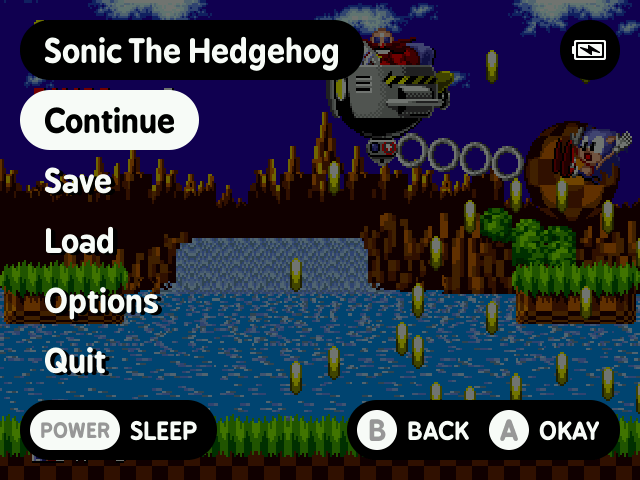 Sonic The Hedgehog
Continue
Save
Load
Options
Quit
POWER SLEEP
B BACK A OKAY